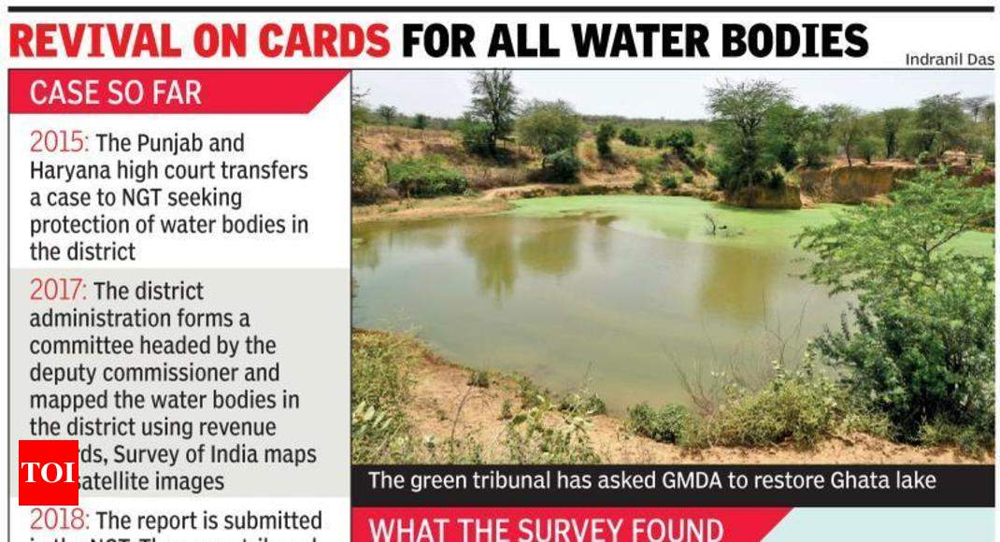 REVIVAL ON CARDS FOR ALL WATER BODIES
Indranil Das
CASE SO FAR
2015: The Punjab and
Haryana high court transfers
a case to NGT seeking
protection of water bodies in
the district
2017: The district
administration forms a
committee headed by the
deputy commissioner and
mapped the water bodies in
the district using revenue
rds, Survey of India maps
satellite images
TOI
2018: The report is submitted
The green tribunal has asked GMDA to restore Ghata lake
WHAT THE SURVEY FOUND